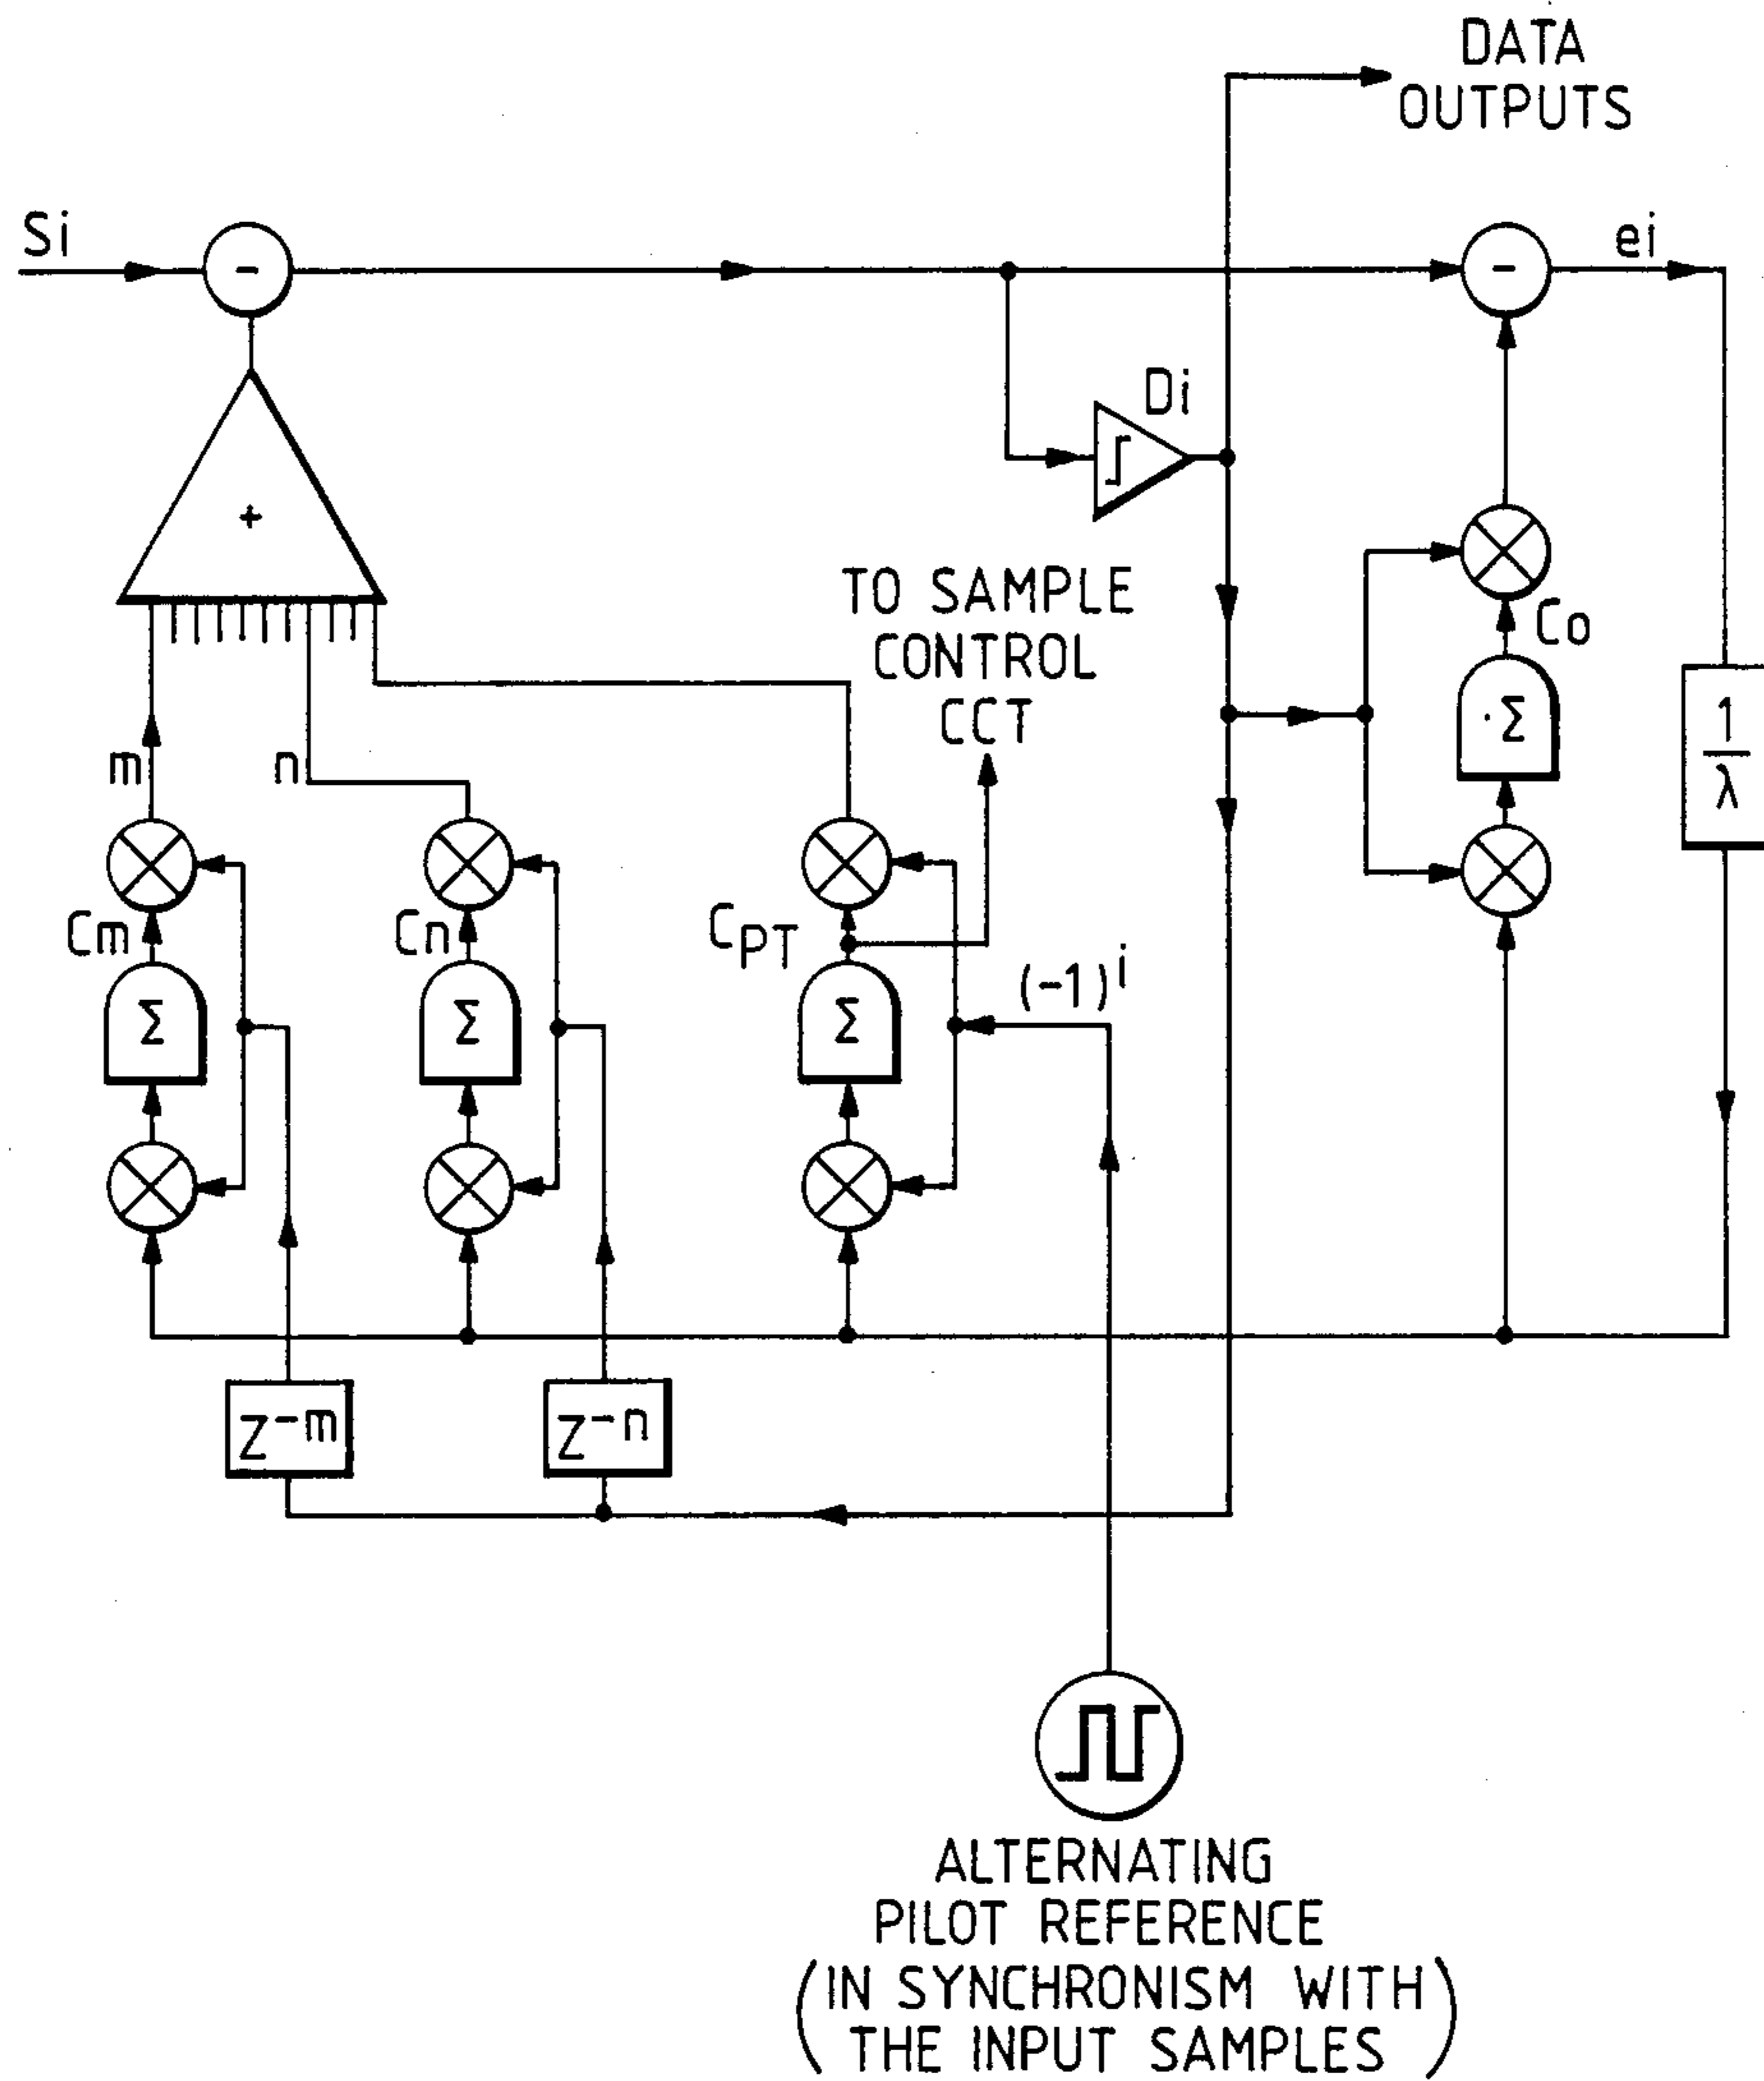 DATA
OUTPUTS
Si
-
-
ei
Di
+
TO SAMPLE
CONTROL
CCT
Co
Σ
1
λ
m
n
Cm
Cn
CPT
(-1)^i
Σ
Σ
Σ
Z^-m
Z^-n
ALTERNATING
PILOT REFERENCE
(IN SYNCHRONISM WITH
THE INPUT SAMPLES)